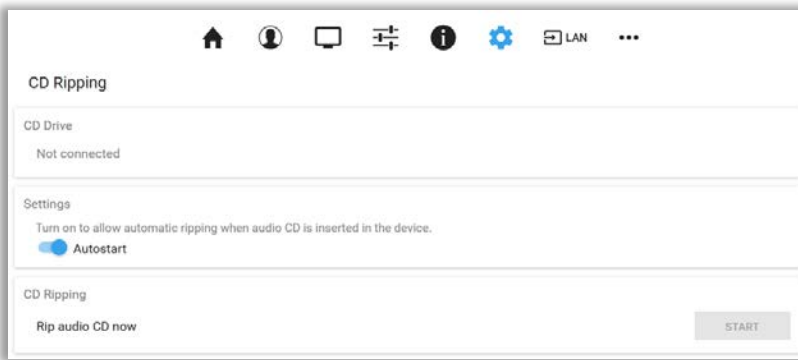 LAN
CD Ripping
CD Drive
Not connected
Settings
Turn on to allow automatic ripping when audio CD is inserted in the device.
Autostart
CD Ripping
Rip audio CD now
START